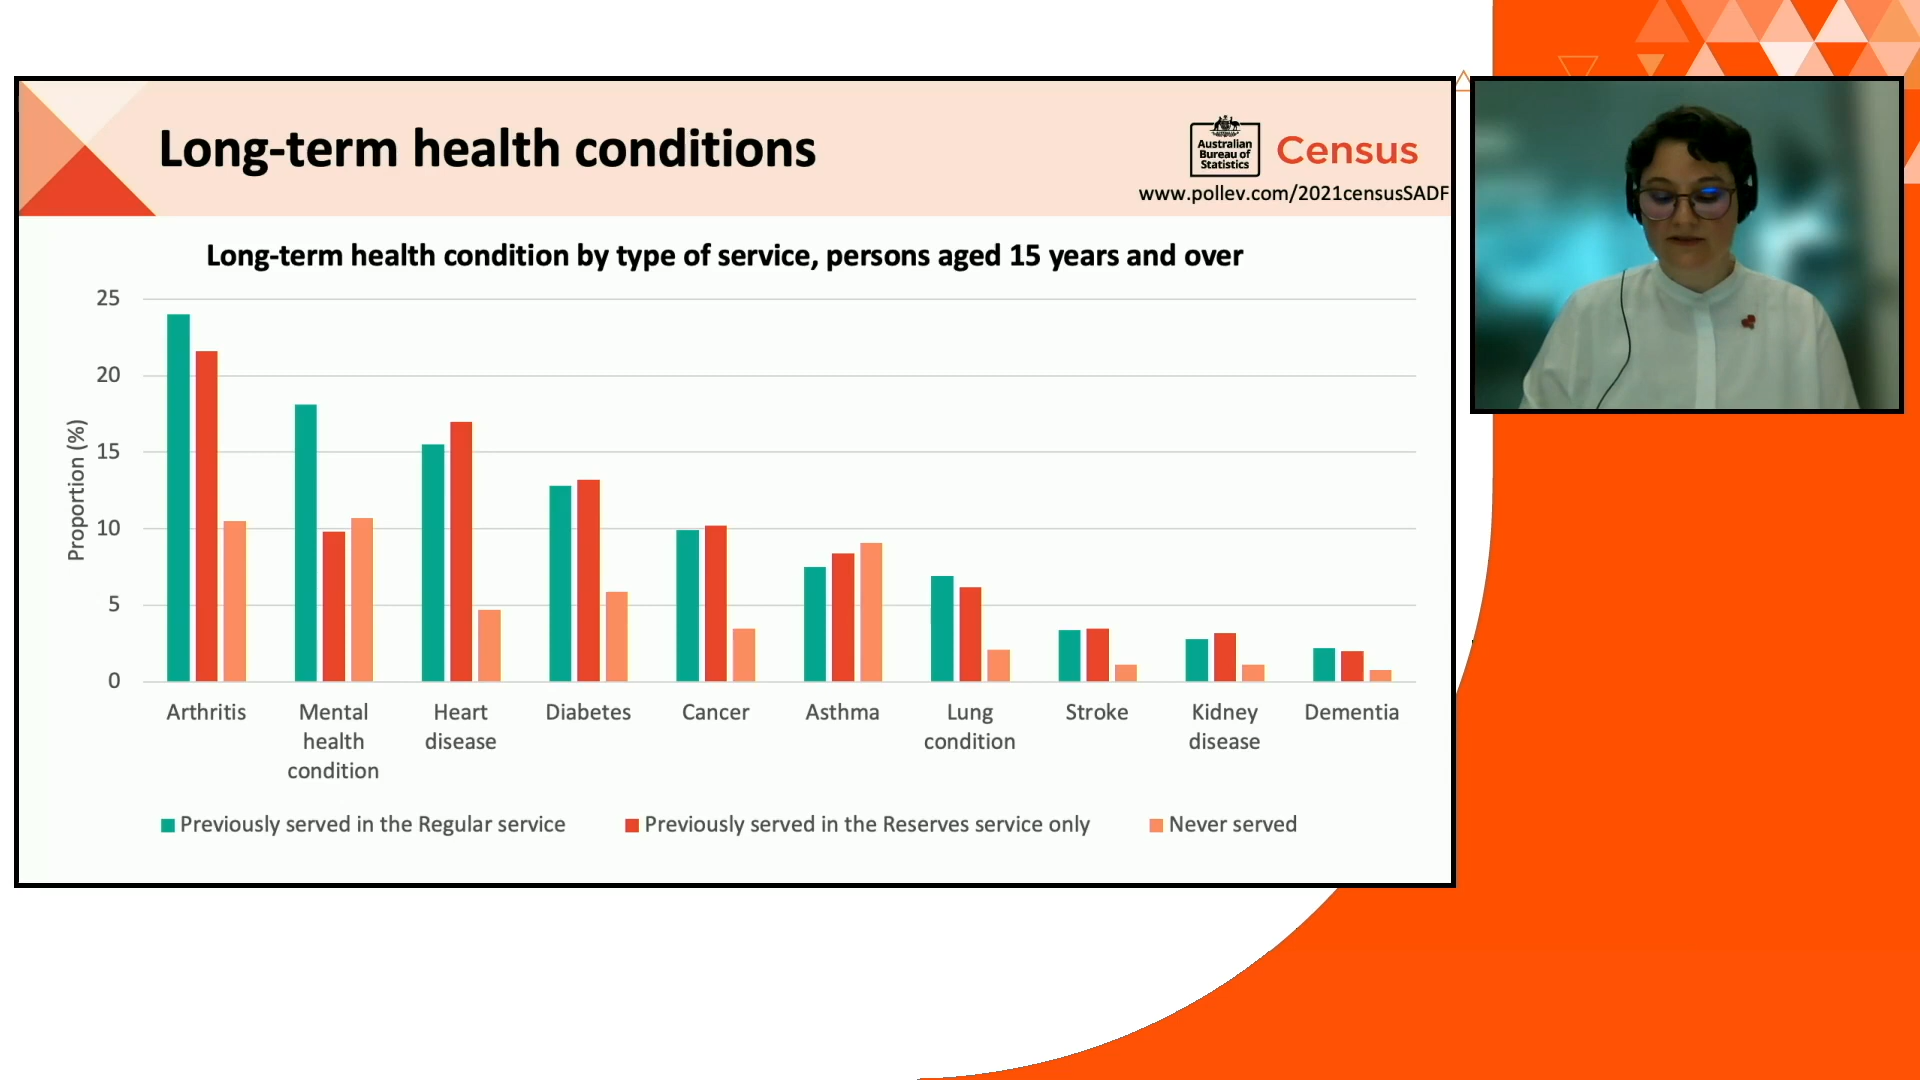 Long-term health conditions
Australian
Bureau of
Statistics
Census
www.pollev.com/2021censusSADF
Long-term health condition by type of service, persons aged 15 years and over
Proportion (%)
25
20
15
10
5
0
Arthritis
Mental
health
condition
Heart
disease
Diabetes
Cancer
Asthma
Lung
condition
Stroke
Kidney
disease
Dementia
Previously served in the Regular service
Previously served in the Reserves service only
Never served